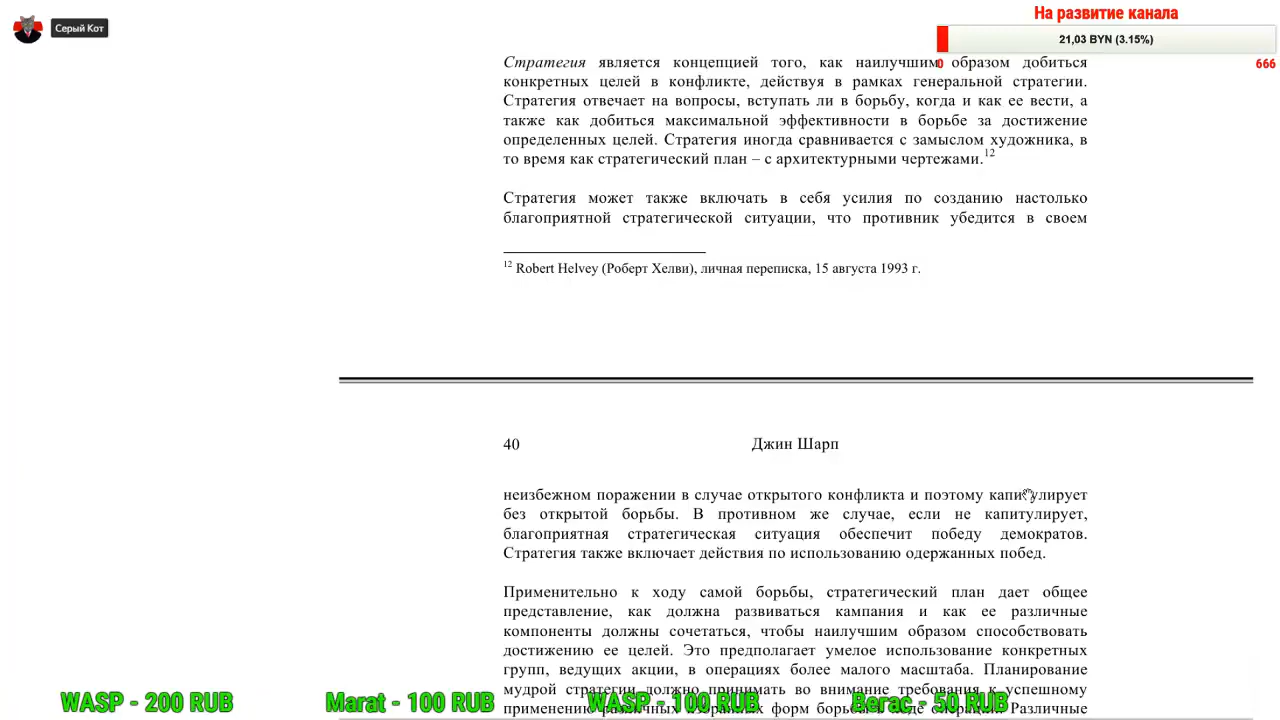 Серый Кот
На развитие канала
21,03 BYN (3.15%)
0
666
Стратегия является концепцией того, как наилучшим образом добиться
конкретных целей в конфликте, действуя в рамках генеральной стратегии.
Стратегия отвечает на вопросы, вступать ли в борьбу, когда и как ее вести, а
также как добиться максимальной эффективности в борьбе за достижение
определенных целей. Стратегия иногда сравнивается с замыслом художника, в
то время как стратегический план – с архитектурными чертежами.12
Стратегия может также включать в себя усилия по созданию настолько
благоприятной стратегической ситуации, что противник убедится в своем
12 Robert Helvey (Роберт Хелви), личная переписка, 15 августа 1993 г.
40
Джин Шарп
неизбежном поражении в случае открытого конфликта и поэтому капитулирует
без открытой борьбы. В противном же случае, если не капитулирует,
благоприятная стратегическая ситуация обеспечит победу демократов.
Стратегия также включает действия по использованию одержанных побед.
Применительно к ходу самой борьбы, стратегический план дает общее
представление, как должна развиваться кампания и как ее различные
компоненты должны сочетаться, чтобы наилучшим образом способствовать
достижению ее целей. Это предполагает умелое использование конкретных
групп, ведущих акции, в операциях более малого масштаба. Планирование
мудрой стратегии должно принимать во внимание требования к успешному
применению различных избранных форм борьбы в ходе операции. Различные
WASP - 200 RUB
Marat - 100 RUB
WASP - 100 RUB
Вегас - 50 RUB